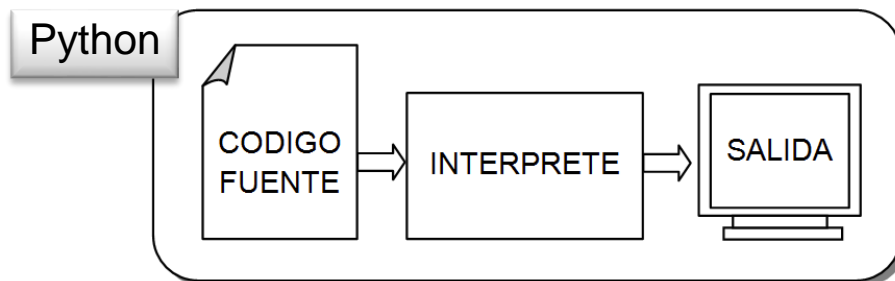 Python
CODIGO
FUENTE
INTERPRETE
SALIDA